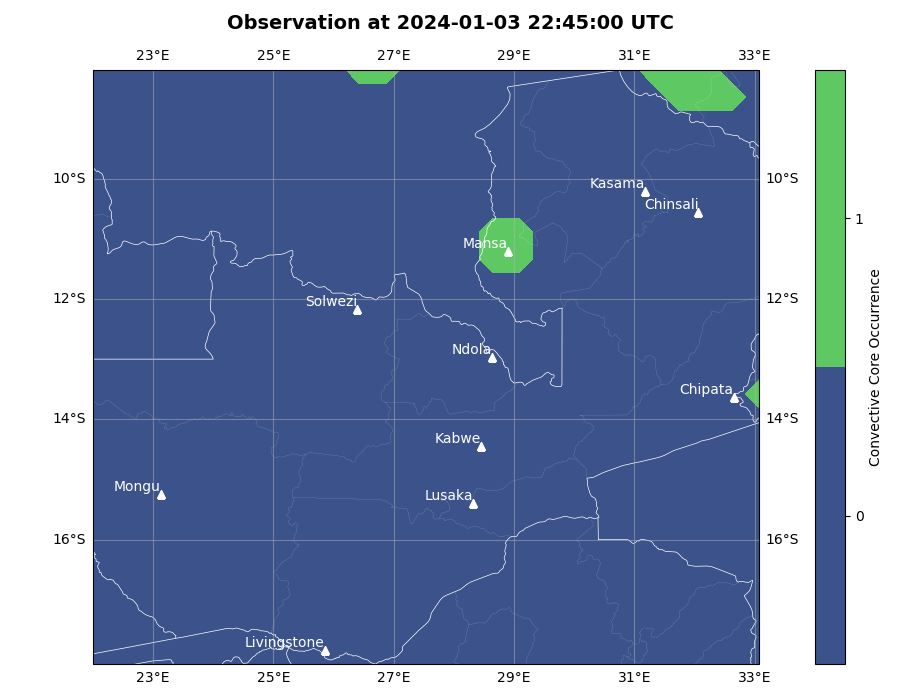 Observation at 2024-01-03 22:45:00 UTC
23°E 25°E 27°E 29°E 31°E 33°E
10°S 10°S
Kasama
Chinsali
1
Mansa
12°S 12°S
Solwezi
Ndola
Chipata
14°S 14°S
Kabwe
Mongu
Lusaka
16°S 16°S
0
Livingstone
23°E 25°E 27°E 29°E 31°E 33°E
Convective Core Occurrence